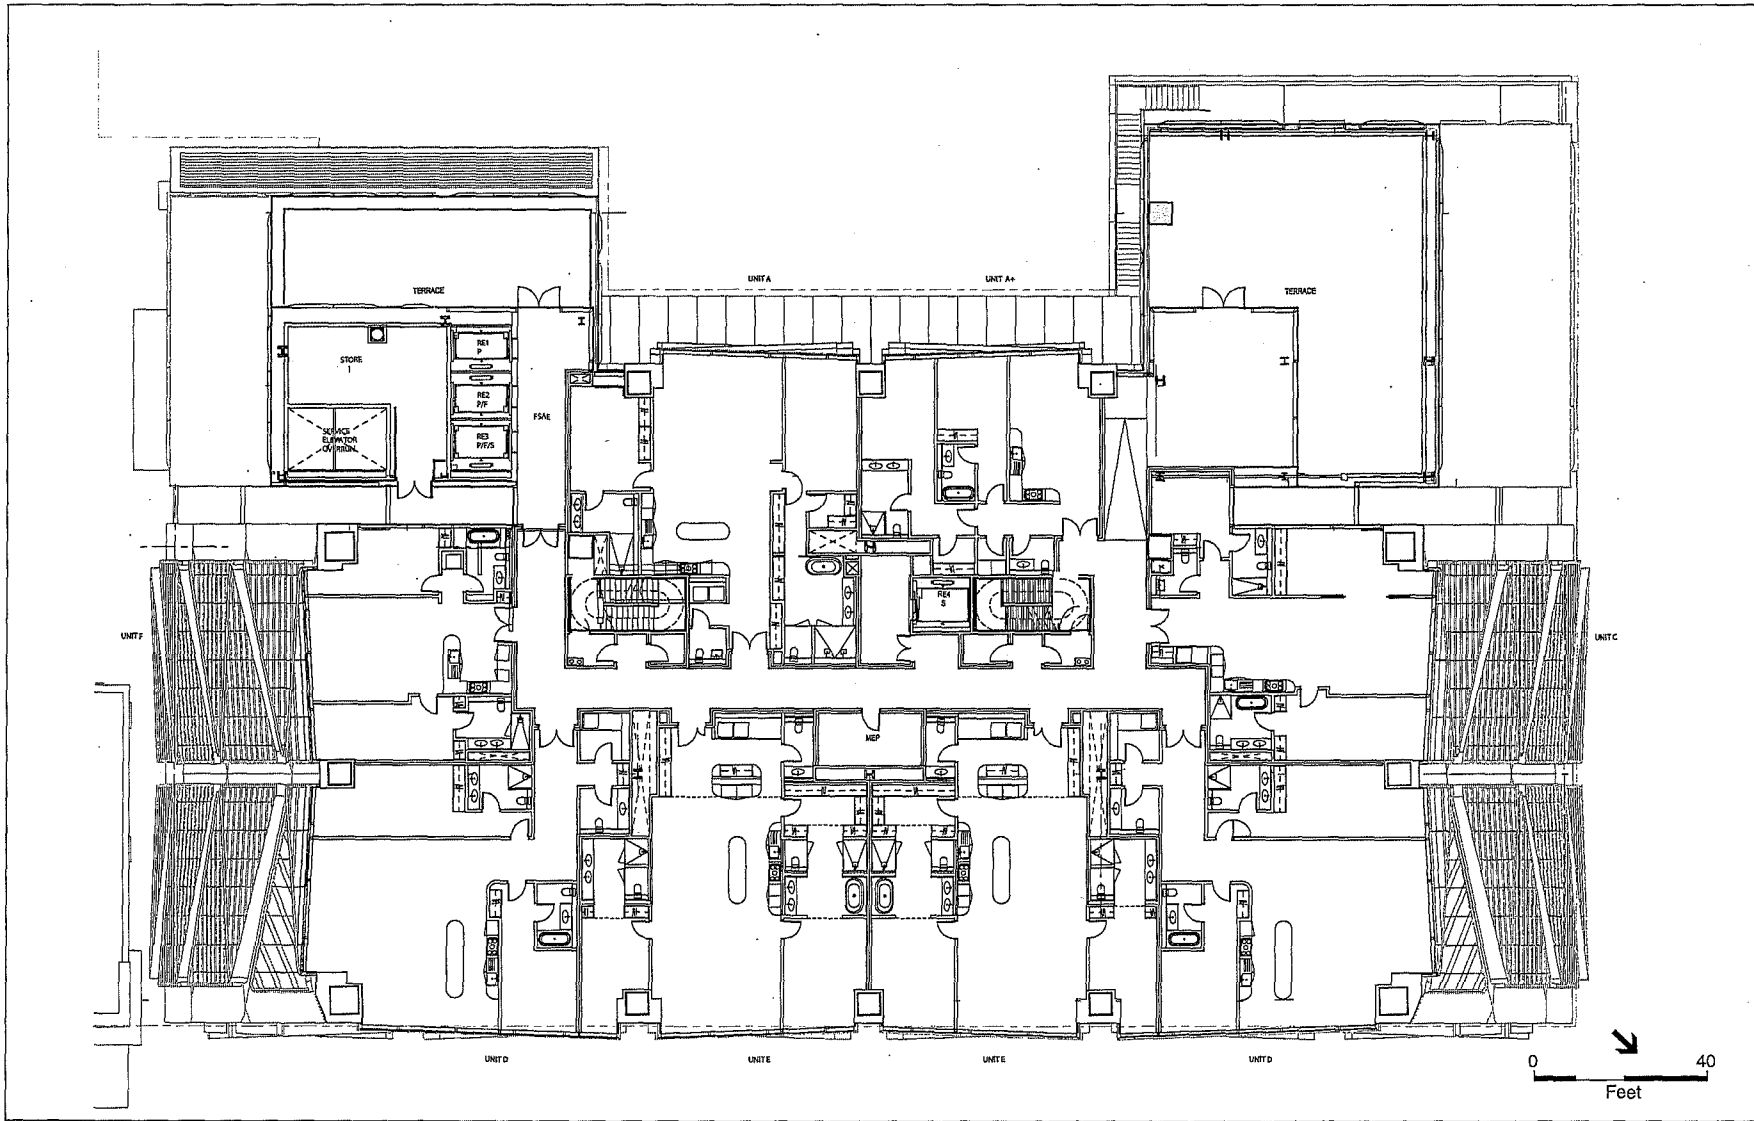 UNIT A
UNIT A+
TERRACE
TERRACE
RE1
P
STORE
1
RE2
P/F
FSAE
SERVICE
ELEVATOR
OVERRUN
RE3
P/F/S
RE4
S
UNIT F
UNIT C
MEP
UNIT D
UNIT E
UNIT E
UNIT D
0
40
Feet